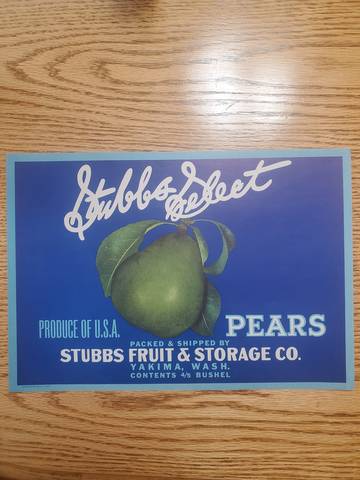 Stubbs Select
PRODUCE OF U.S.A.
PEARS
PACKED & SHIPPED BY
STUBBS FRUIT & STORAGE CO.
YAKIMA, WASH.
CONTENTS 4/5 BUSHEL